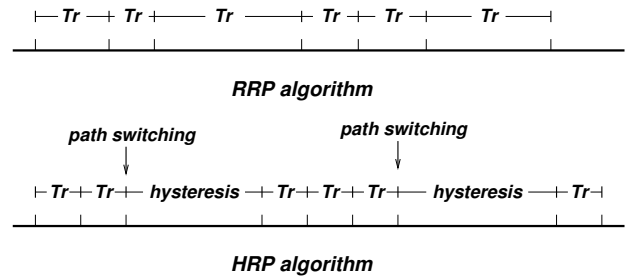 Tr Tr Tr Tr Tr Tr
RRP algorithm
path switching path switching
Tr Tr hysteresis Tr Tr Tr hysteresis Tr
HRP algorithm